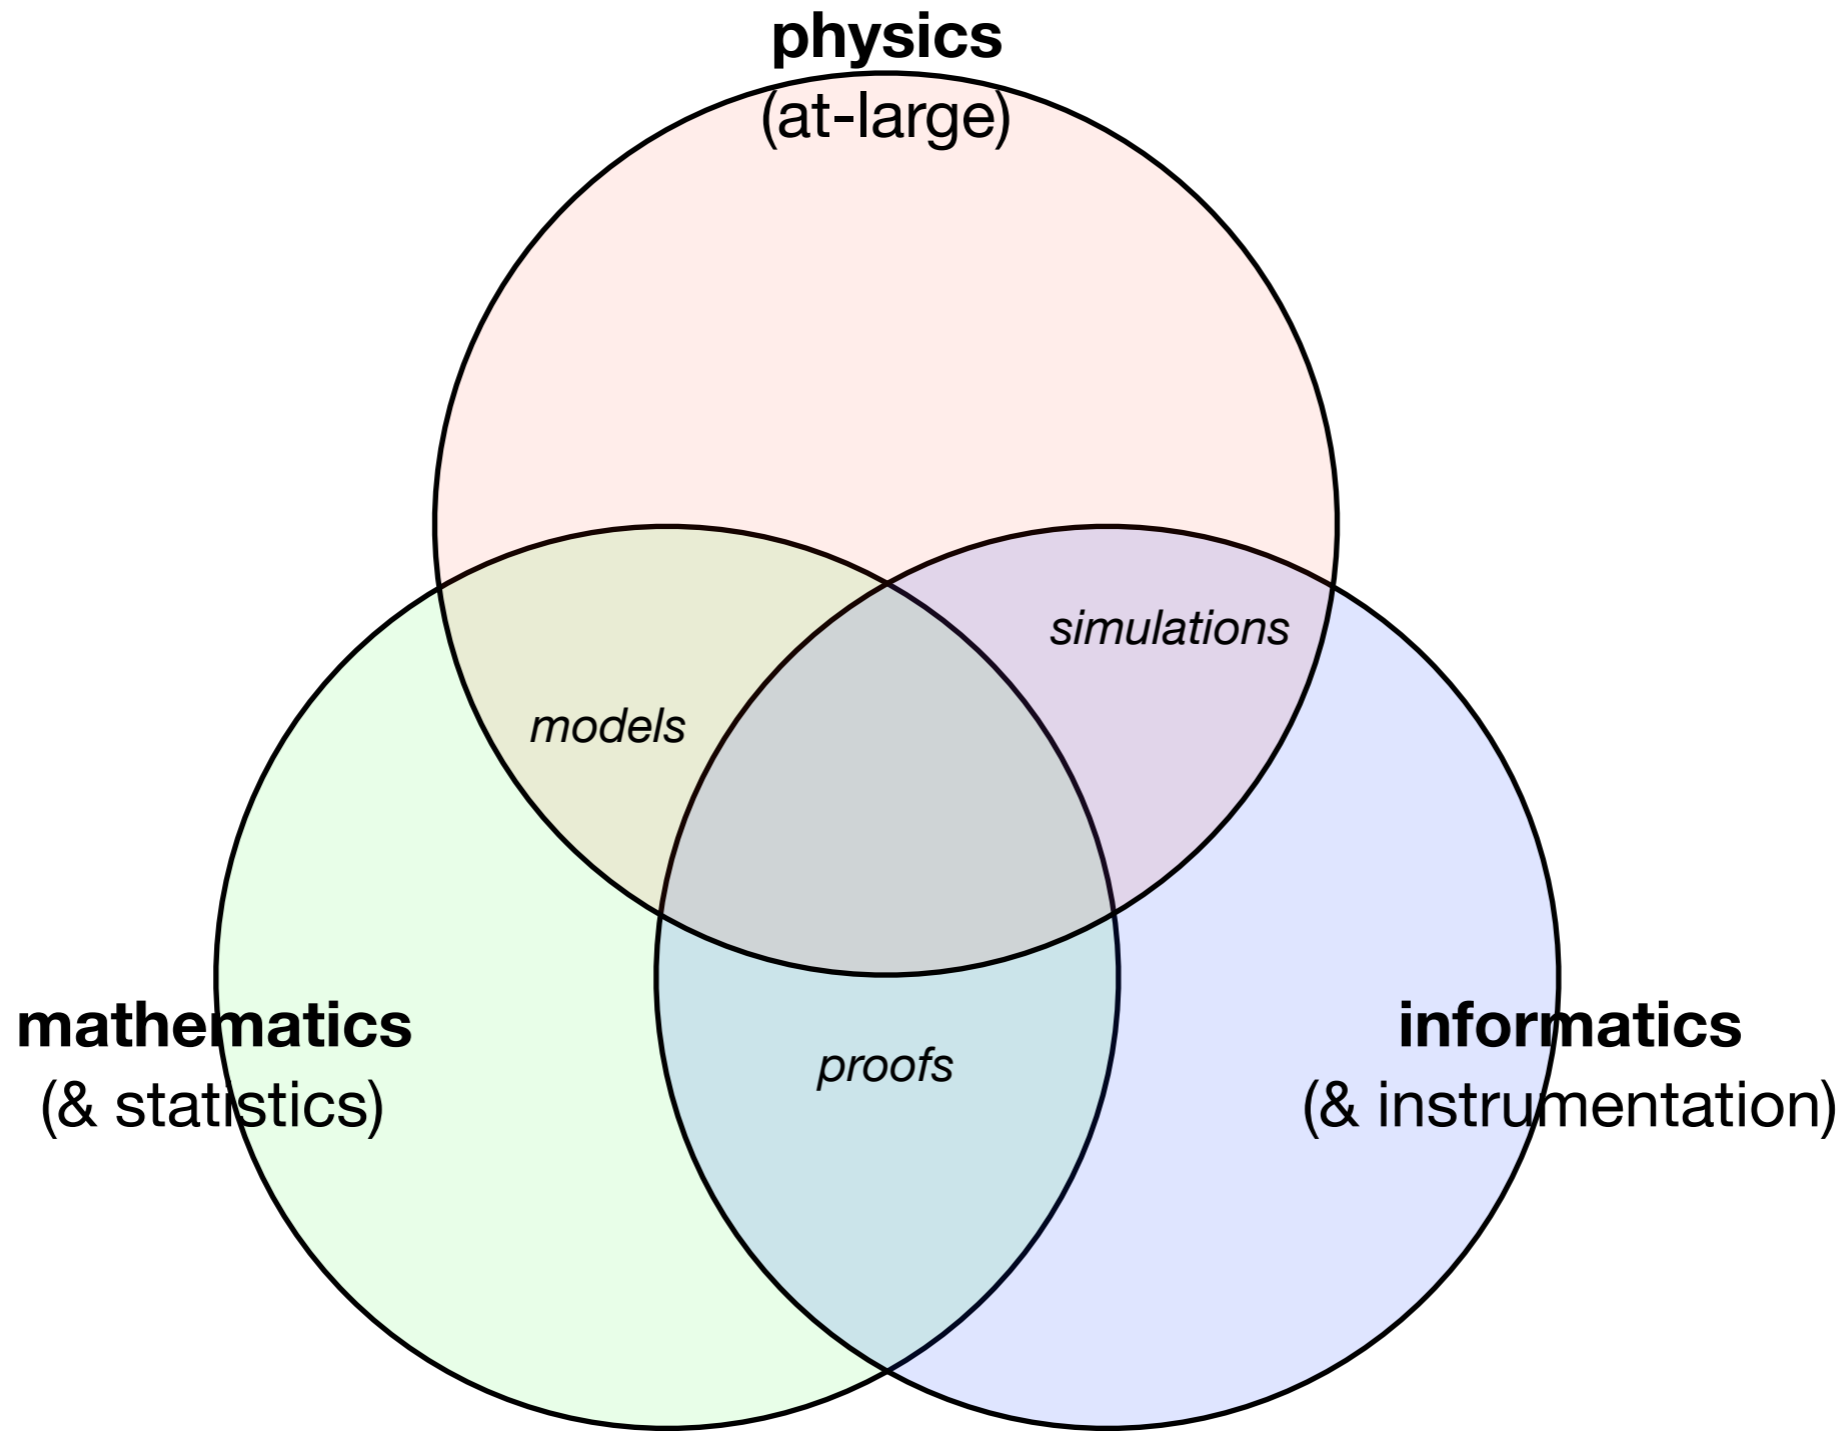 physics
(at-large)
simulations
models
mathematics
(& statistics)
informatics
(& instrumentation)
proofs